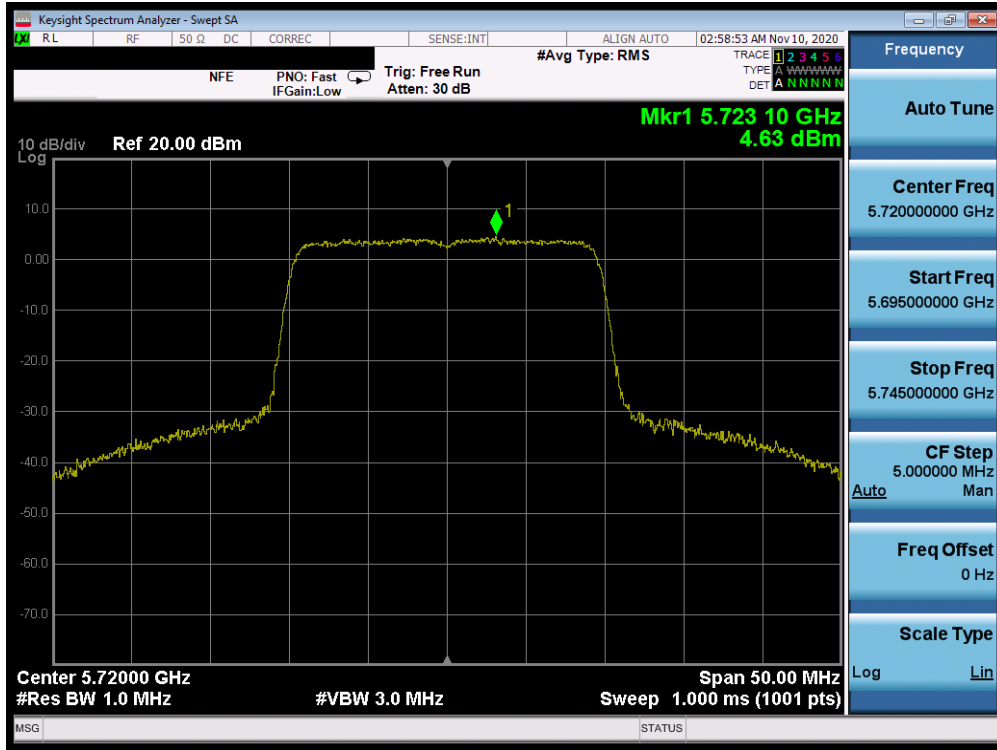 Keysight Spectrum Analyzer - Swept SA
LXI RL RF 50 Ω DC CORREC SENSE:INT ALIGN AUTO 02:58:53 AM Nov 10, 2020
#Avg Type: RMS TRACE 1 2 3 4 5 6
NFE PNO: Fast Trig: Free Run TYPE A WWWWW
IFGain:Low Atten: 30 dB DET A N N N N N
Mkr1 5.723 10 GHz
4.63 dBm
10 dB/div Ref 20.00 dBm
Log
1
10.0
0.00
-10.0
-20.0
-30.0
-40.0
-50.0
-60.0
-70.0
Center 5.72000 GHz Span 50.00 MHz
#Res BW 1.0 MHz #VBW 3.0 MHz Sweep 1.000 ms (1001 pts)
MSG STATUS
Frequency
Auto Tune
Center Freq
5.720000000 GHz
Start Freq
5.695000000 GHz
Stop Freq
5.745000000 GHz
CF Step
5.000000 MHz
Auto Man
Freq Offset
0 Hz
Scale Type
Log Lin